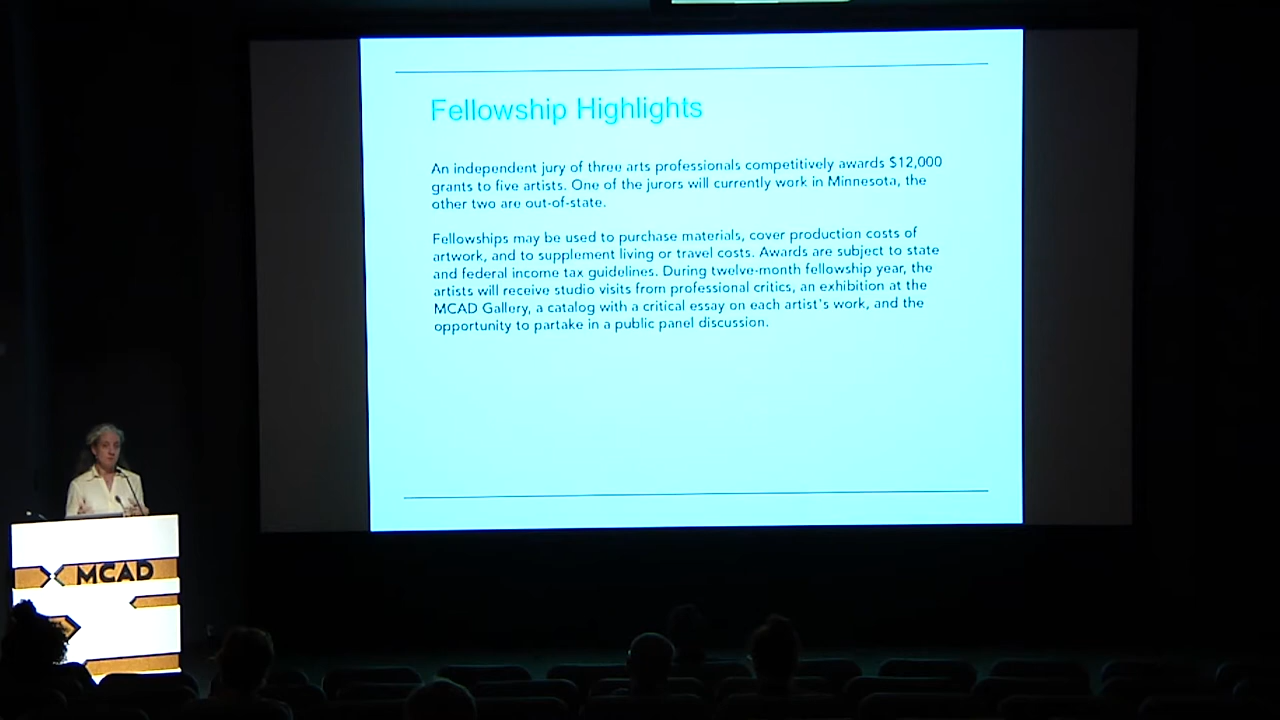 Fellowship Highlights
An independent jury of three arts professionals competitively awards $12,000
grants to five artists. One of the jurors will currently work in Minnesota, the
other two are out-of-state.
Fellowships may be used to purchase materials, cover production costs of
artwork, and to supplement living or travel costs. Awards are subject to state
and federal income tax guidelines. During twelve-month fellowship year, the
artists will receive studio visits from professional critics, an exhibition at the
MCAD Gallery, a catalog with a critical essay on each artist's work, and the
opportunity to partake in a public panel discussion.
MCAD